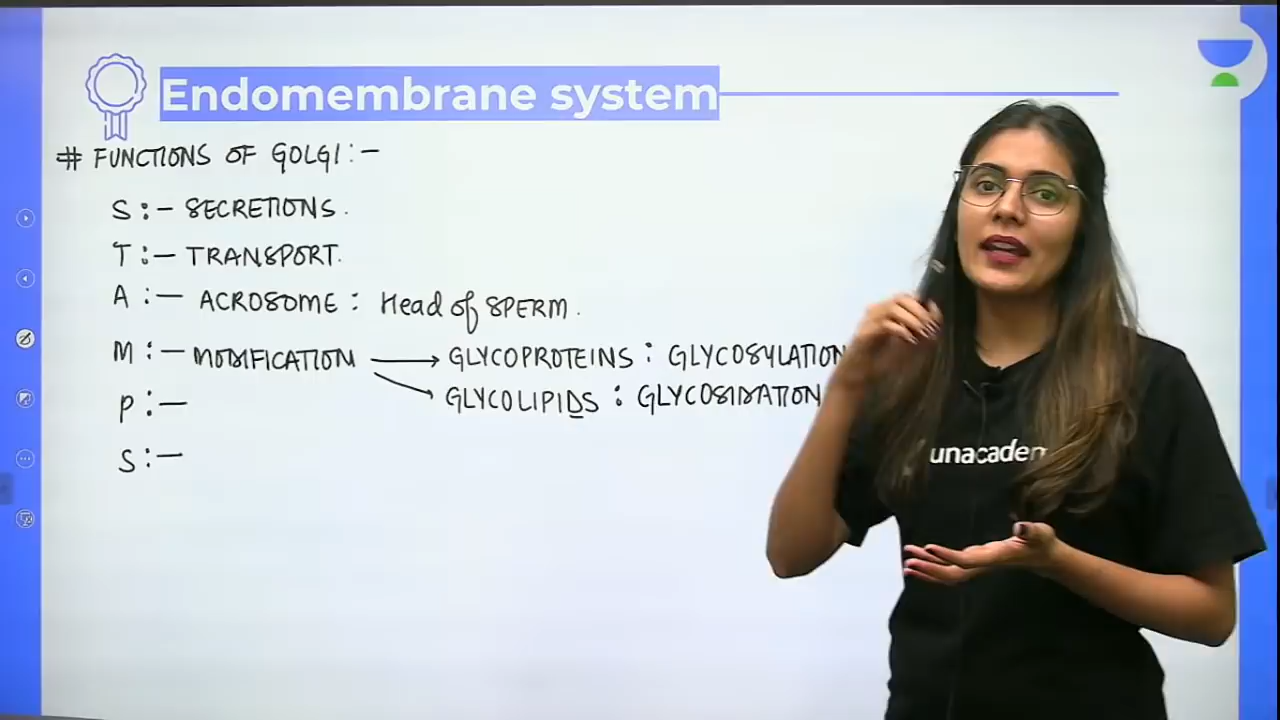 Endomembrane system
# FUNCTIONS OF GOLGI :-
S :- SECRETIONS.
T :- TRANSPORT.
A :- ACROSOME : Head of SPERM.
M :- MODIFICATION → GLYCOPROTEINS : GLYCOSYLATION
→ GLYCOLIPIDS : GLYCOSIDATION
P :-
S :-
unacadem